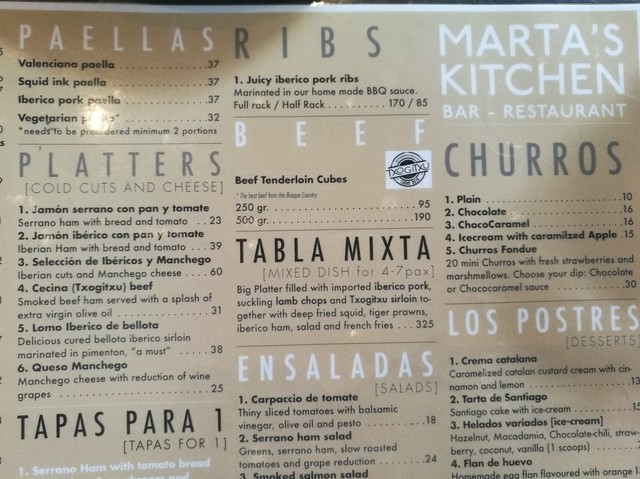 PAELLAS
Valenciana paella ... 37
Squid ink paella ... 37
Iberico pork paella ... 37
Vegetarian ... 32
*needs to be preordered minimum 2 portions
PLATTERS
[COLD CUTS AND CHEESE]
1. Jamón serrano con pan y tomate
Serrano ham with bread and tomato .. 23
2. Jamón ibérico con pan y tomate
Iberian Ham with bread and tomato ... 39
3. Selección de Ibéricos y Manchego
Iberian cuts and Manchego cheese .... 60
4. Cecina (Txogitxu) beef
Smoked beef ham served with a splash of
extra virgin olive oil ... 31
5. Lomo Iberico de bellota
Delicious cured bellota iberico sirloin
marinated in pimenton, “a must” ..... 38
6. Queso Manchego
Manchego cheese with reduction of wine
grapes ... 25
TAPAS PARA 1
[TAPAS FOR 1]
1. Serrano Ham with tomato bread
RIBS
1. Juicy iberico pork ribs
Marinated in our home made BBQ sauce.
Full rack / Half Rack .......... 170 / 85
BEEF
Beef Tenderloin Cubes
* The best beef from the Basque Country
250 gr. ... 95
500 gr. ... 190
TXOGITXU
TABLA MIXTA
[MIXED DISH for 4-7pax]
Big Platter filled with imported iberico pork,
suckling lamb chops and Txogitxu sirloin to-
gether with deep fried squid, tiger prawns,
iberico ham, salad and french fries ... 325
ENSALADAS
[SALADS]
1. Carpaccio de tomate
Thiny sliced tomatoes with balsamic
vinegar, olive oil and pesto ... 18
2. Serrano ham salad
Greens, serrano ham, slow roasted
tomatoes and grape reduction ... 24
3. Smoked salmon salad
MARTA'S
KITCHEN
BAR - RESTAURANT
CHURROS
1. Plain ... 10
2. Chocolate ... 16
3. ChocoCaramel ... 16
4. Icecream with caramilzed Apple .15
5. Churros Fondue
20 mini Churros with fresh strawberries and
marshmellows. Choose your dip: Chocolate
or Chococaramel sauce ... 30
LOS POSTRES
[DESSERTS]
1. Crema catalana
Caramelized catalan custard cream with cin-
namon and lemon ... 13
2. Tarta de Santiago
Santiago cake with ice-cream ... 15
3. Helados variados [ice-cream]
Hazelnut, Macadamia, Chocolate-chili, straw-
berry, coconut, vanilla (1 scoops)
4. Flan de huevo
Homemade egg flan flavoured with orange